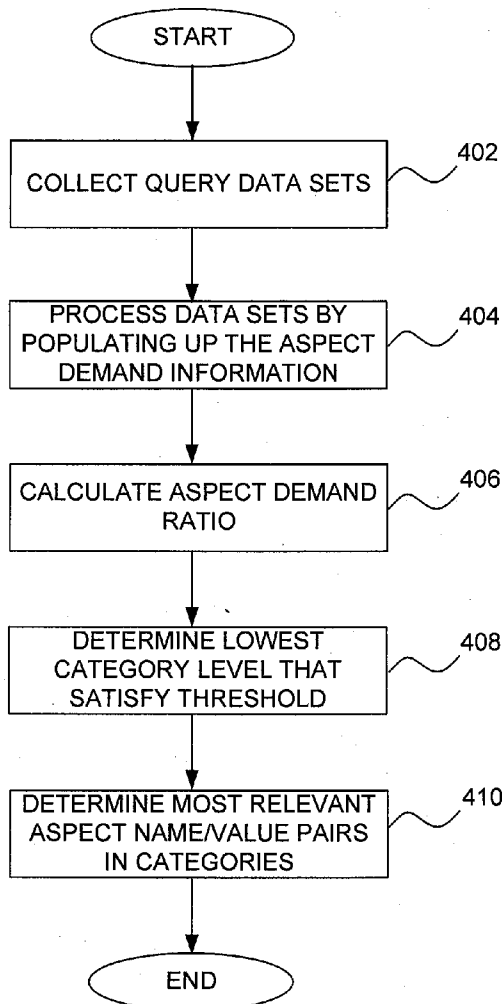 START
COLLECT QUERY DATA SETS
402
PROCESS DATA SETS BY
POPULATING UP THE ASPECT
DEMAND INFORMATION
404
CALCULATE ASPECT DEMAND
RATIO
406
DETERMINE LOWEST
CATEGORY LEVEL THAT
SATISFY THRESHOLD
408
DETERMINE MOST RELEVANT
ASPECT NAME/VALUE PAIRS
IN CATEGORIES
410
END